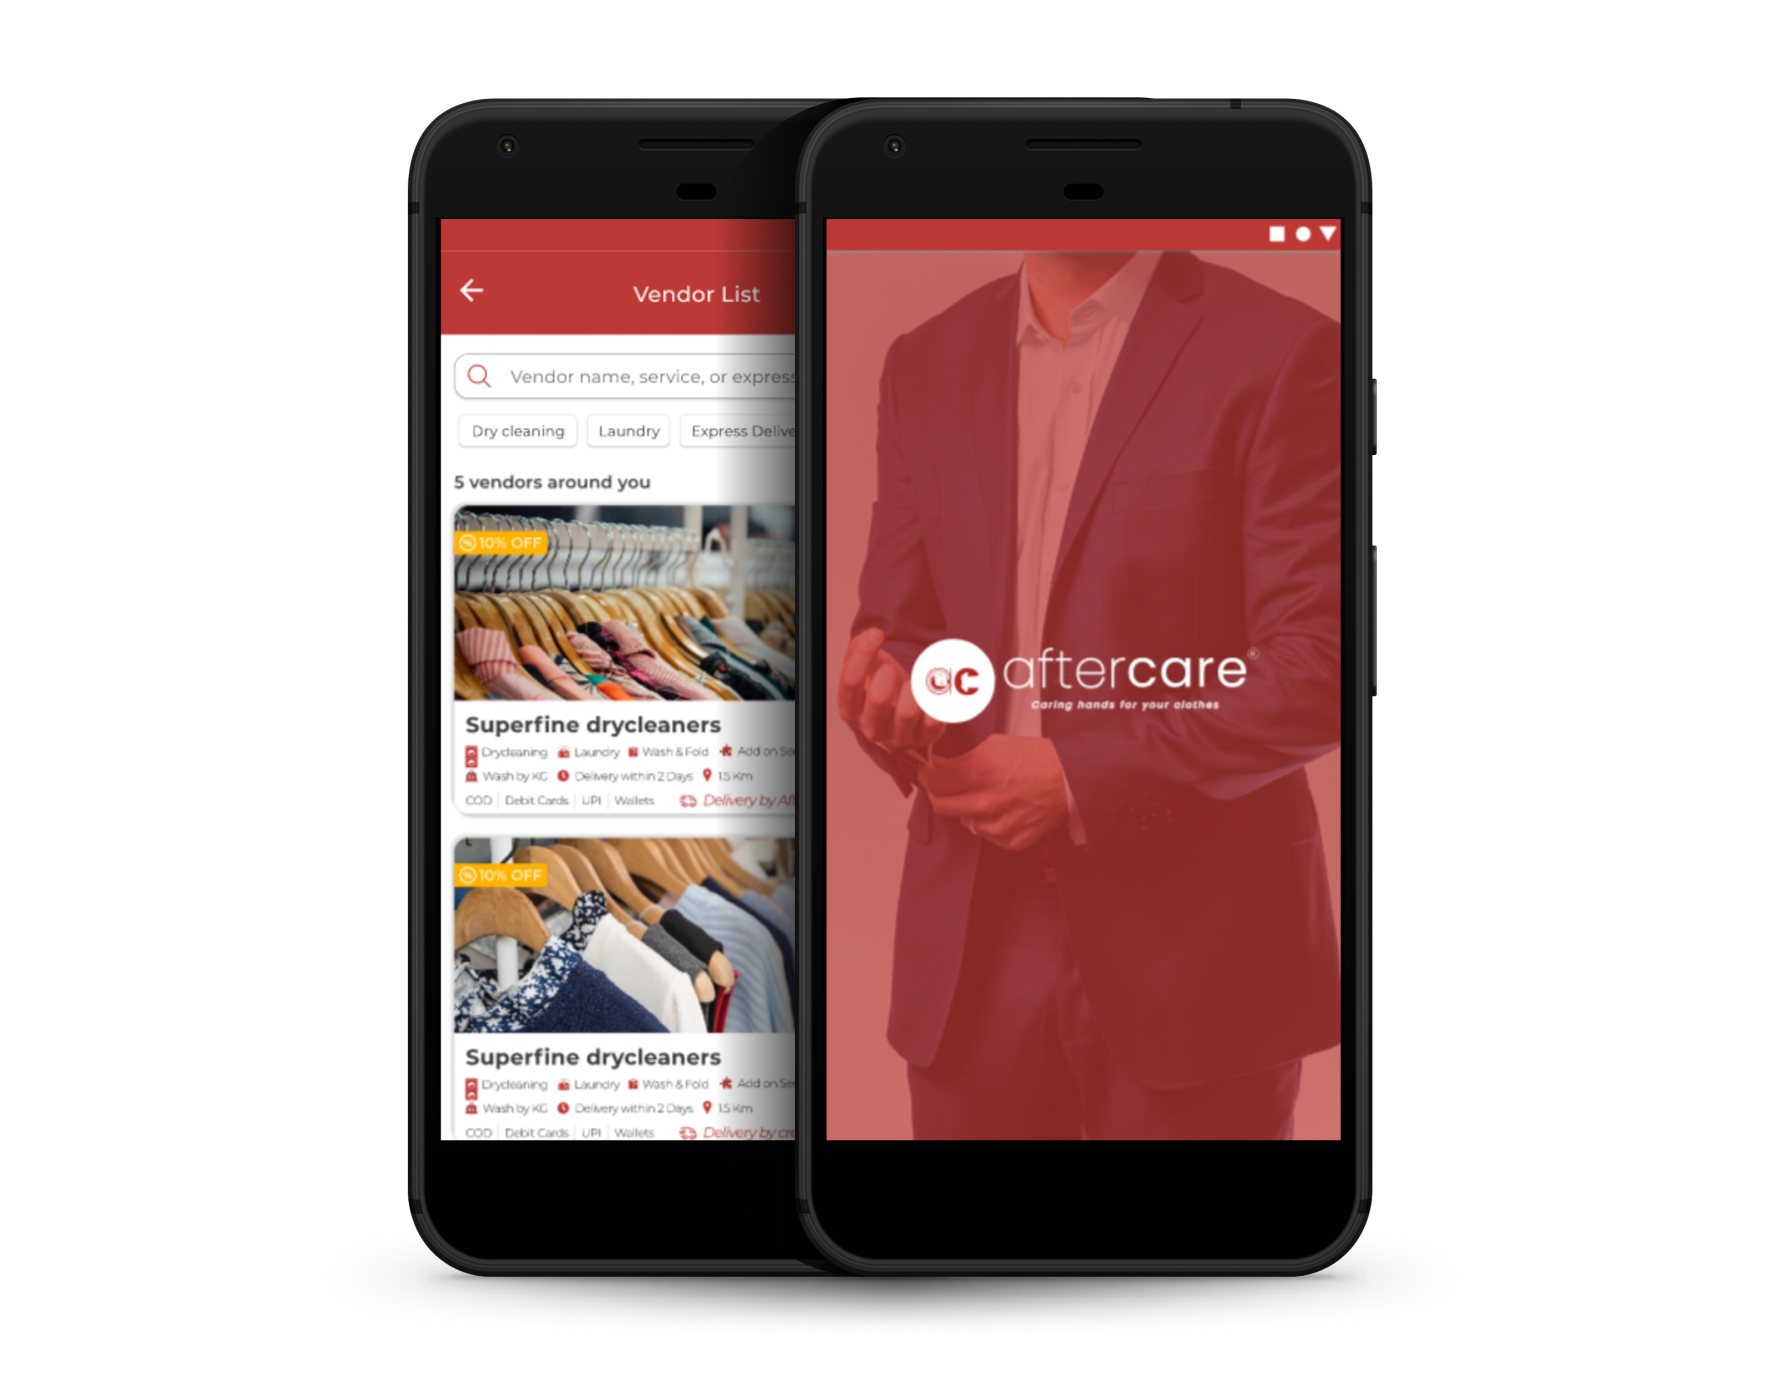 Vendor List
Vendor name, service, or express
Dry cleaning
Laundry
Express Delive
5 vendors around you
10% OFF
Superfine drycleaners
Drycleaning Laundry Wash & Fold Add on Se
Wash by KG Delivery within 2 Days 1.5 Km
COD Debit Cards UPI Wallets Delivery by Af
10% OFF
Superfine drycleaners
Drycleaning Laundry Wash & Fold Add on Se
Wash by KG Delivery within 2 Days 1.5 Km
COD Debit Cards UPI Wallets Delivery by cre
ac aftercare®
Caring hands for your clothes